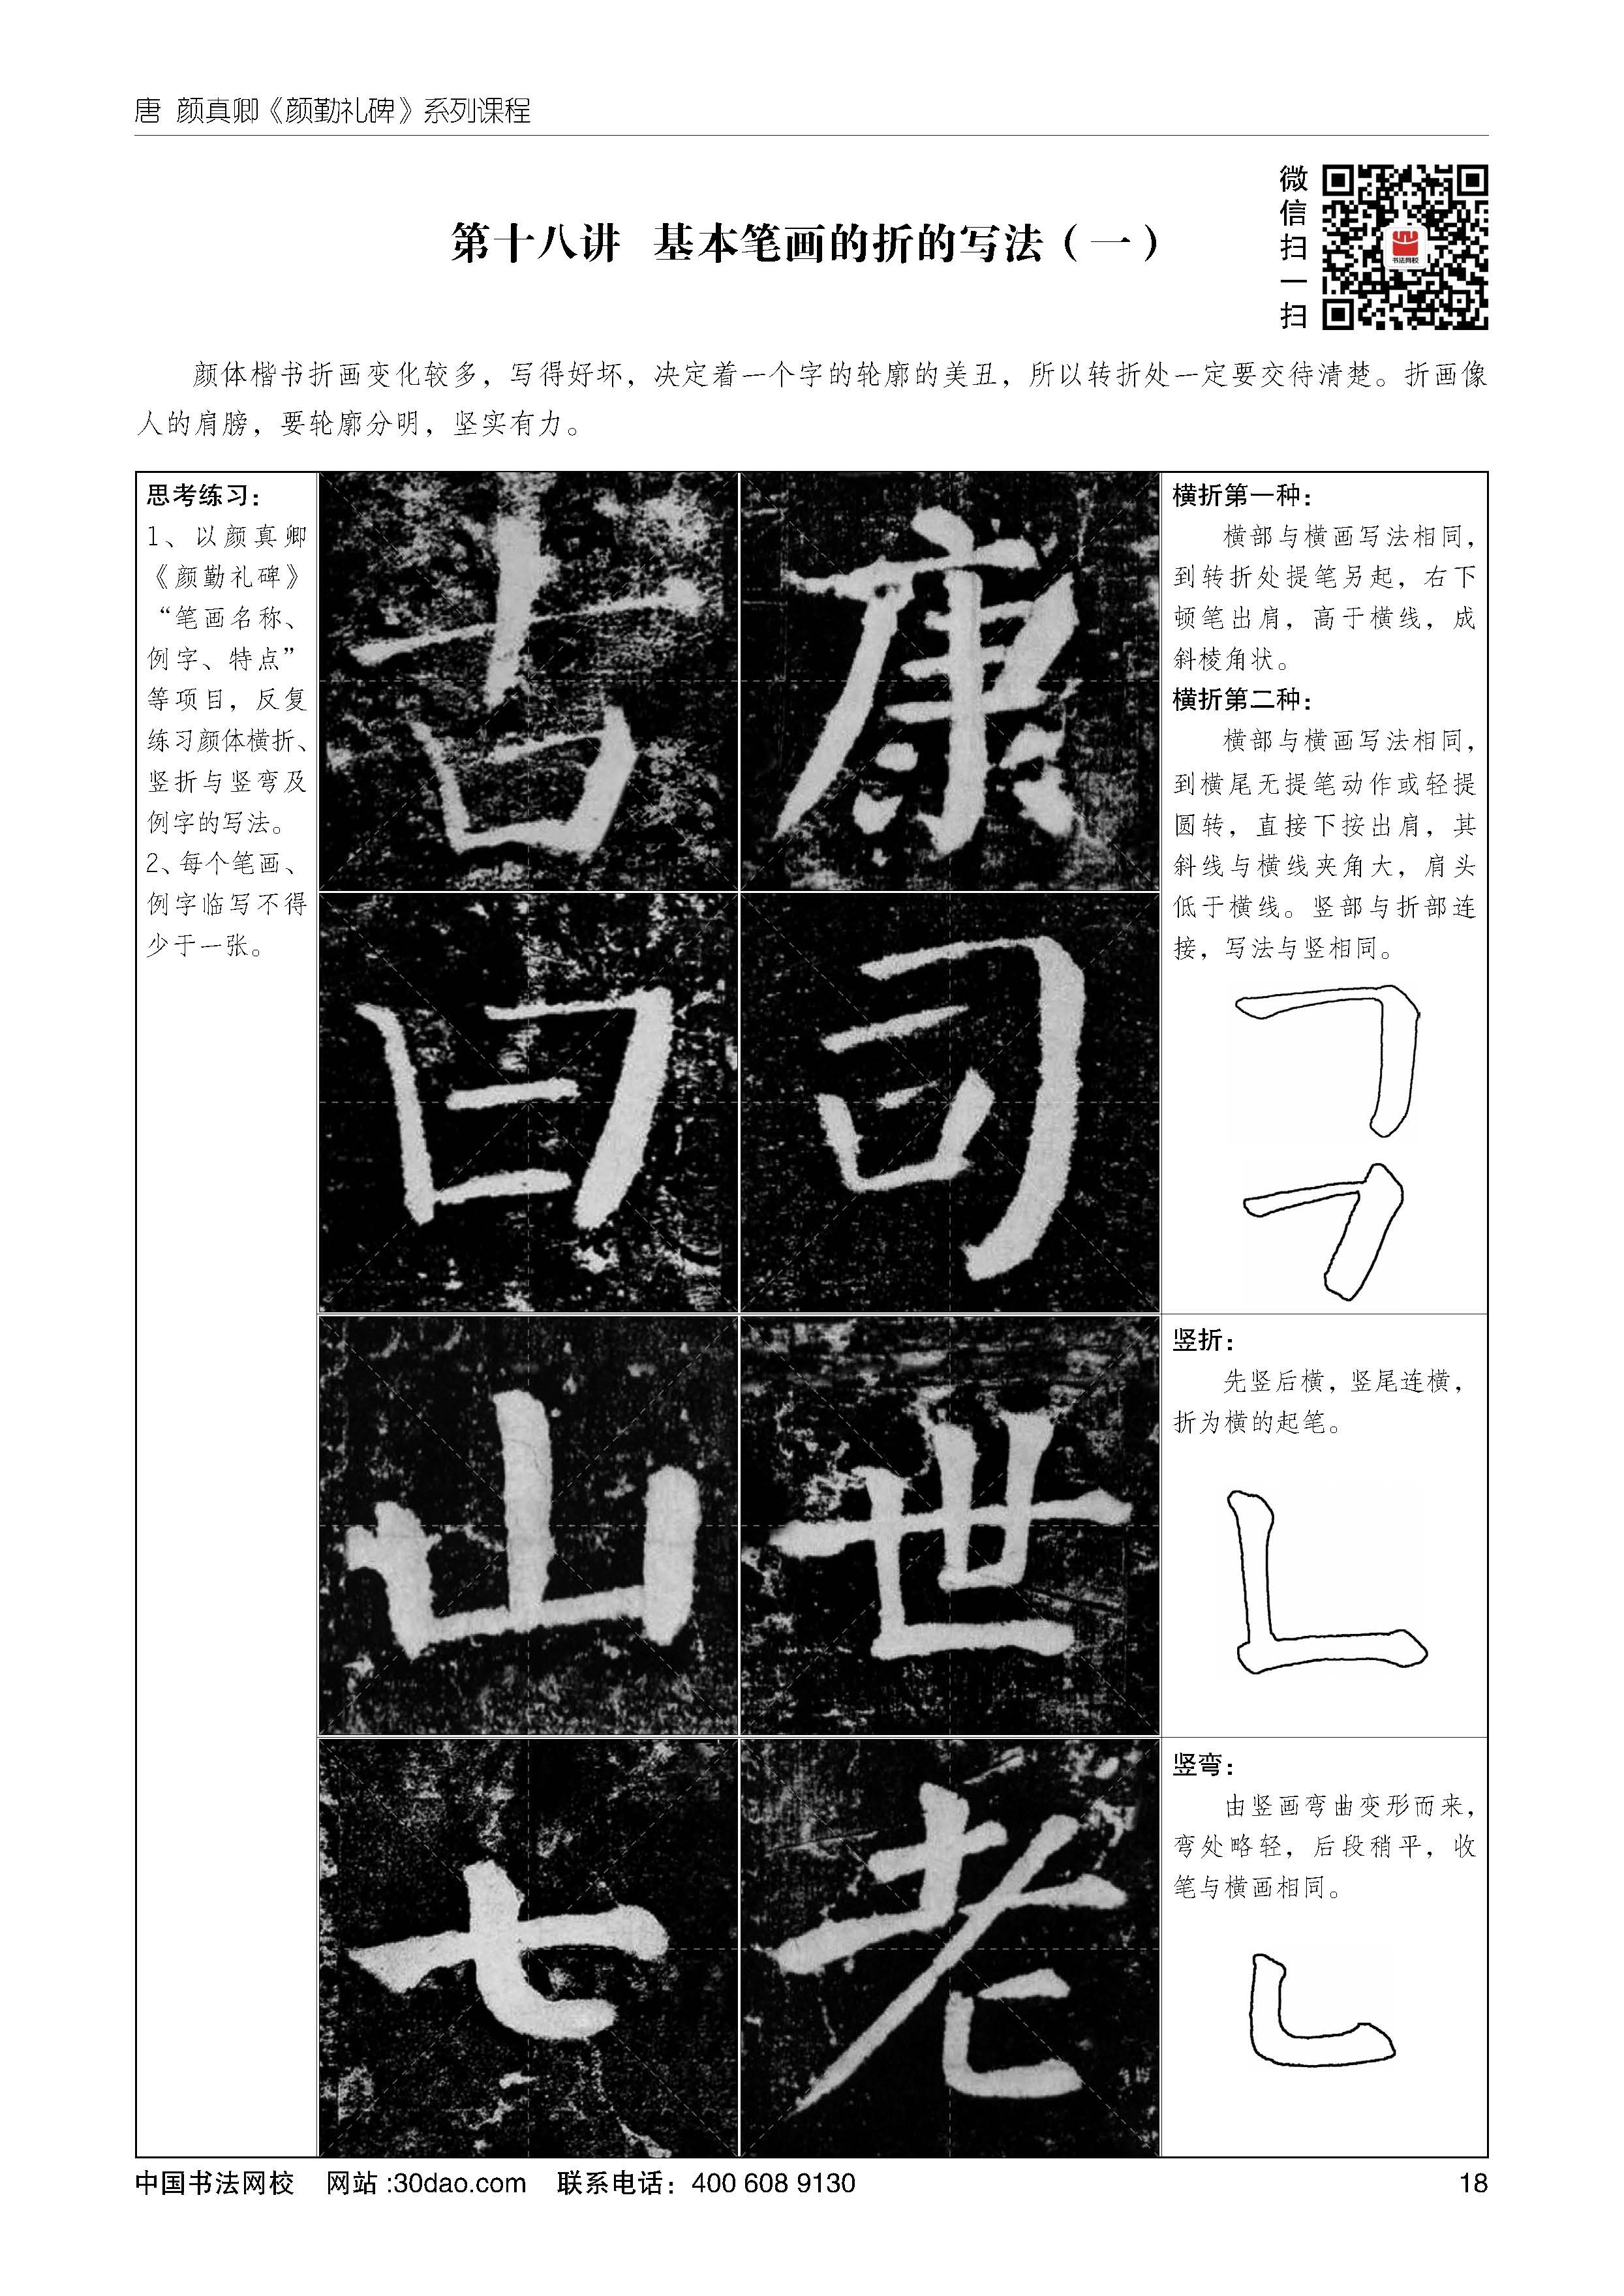 唐 颜真卿《颜勤礼碑》系列课程
微信扫一扫
书法网校
第十八讲 基本笔画的折的写法（一）
颜体楷书折画变化较多，写得好坏，决定着一个字的轮廓的美丑，所以转折处一定要交待清楚。折画像
人的肩膀，要轮廓分明，坚实有力。
思考练习：
1、以颜真卿
《颜勤礼碑》
“笔画名称、
例字、特点”
等项目，反复
练习颜体横折、
竖折与竖弯及
例字的写法。
2、每个笔画、
例字临写不得
少于一张。
吉 康
曰 司
山 世
七 老
横折第一种：
横部与横画写法相同，
到转折处提笔另起，右下
顿笔出肩，高于横线，成
斜棱角状。
横折第二种：
横部与横画写法相同，
到横尾无提笔动作或轻提
圆转，直接下按出肩，其
斜线与横线夹角大，肩头
低于横线。竖部与折部连
接，写法与竖相同。
竖折：
先竖后横，竖尾连横，
折为横的起笔。
竖弯：
由竖画弯曲变形而来，
弯处略轻，后段稍平，收
笔与横画相同。
中国书法网校 网站:30dao.com 联系电话：400 608 9130
18